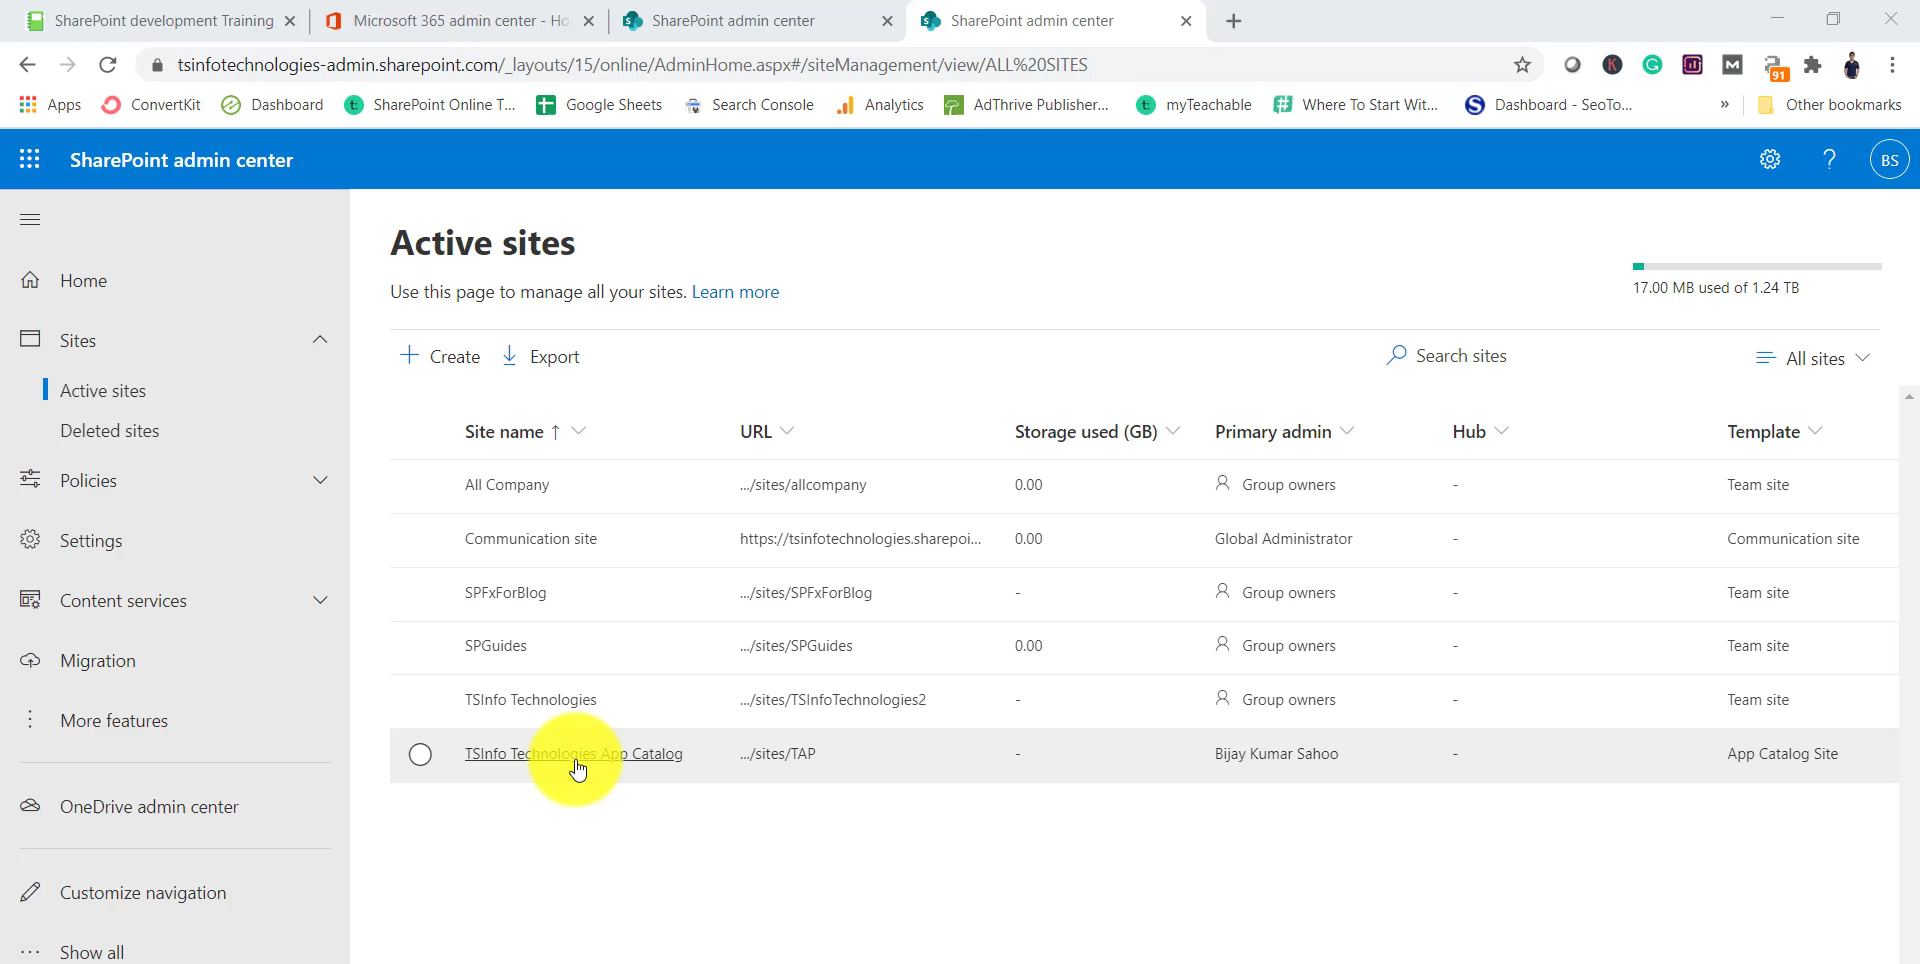 SharePoint development Training
Microsoft 365 admin center - Ho
SharePoint admin center
SharePoint admin center
tsinfotechnologies-admin.sharepoint.com/_layouts/15/online/AdminHome.aspx#/siteManagement/view/ALL%20SITES
91
Apps
ConvertKit
Dashboard
SharePoint Online T...
Google Sheets
Search Console
Analytics
AdThrive Publisher...
myTeachable
Where To Start Wit...
Dashboard - SeoTo...
»
Other bookmarks
SharePoint admin center
?
BS
Home
Sites
Active sites
Deleted sites
Policies
Settings
Content services
Migration
More features
OneDrive admin center
Customize navigation
Show all
Active sites
Use this page to manage all your sites. Learn more
17.00 MB used of 1.24 TB
Create
Export
Search sites
All sites
Site name ↑ URL Storage used (GB) Primary admin Hub Template
All Company .../sites/allcompany 0.00 Group owners - Team site
Communication site https://tsinfotechnologies.sharepoi... 0.00 Global Administrator - Communication site
SPFxForBlog .../sites/SPFxForBlog - Group owners - Team site
SPGuides .../sites/SPGuides 0.00 Group owners - Team site
TSInfo Technologies .../sites/TSInfoTechnologies2 - Group owners - Team site
TSInfo Technologies App Catalog .../sites/TAP - Bijay Kumar Sahoo - App Catalog Site